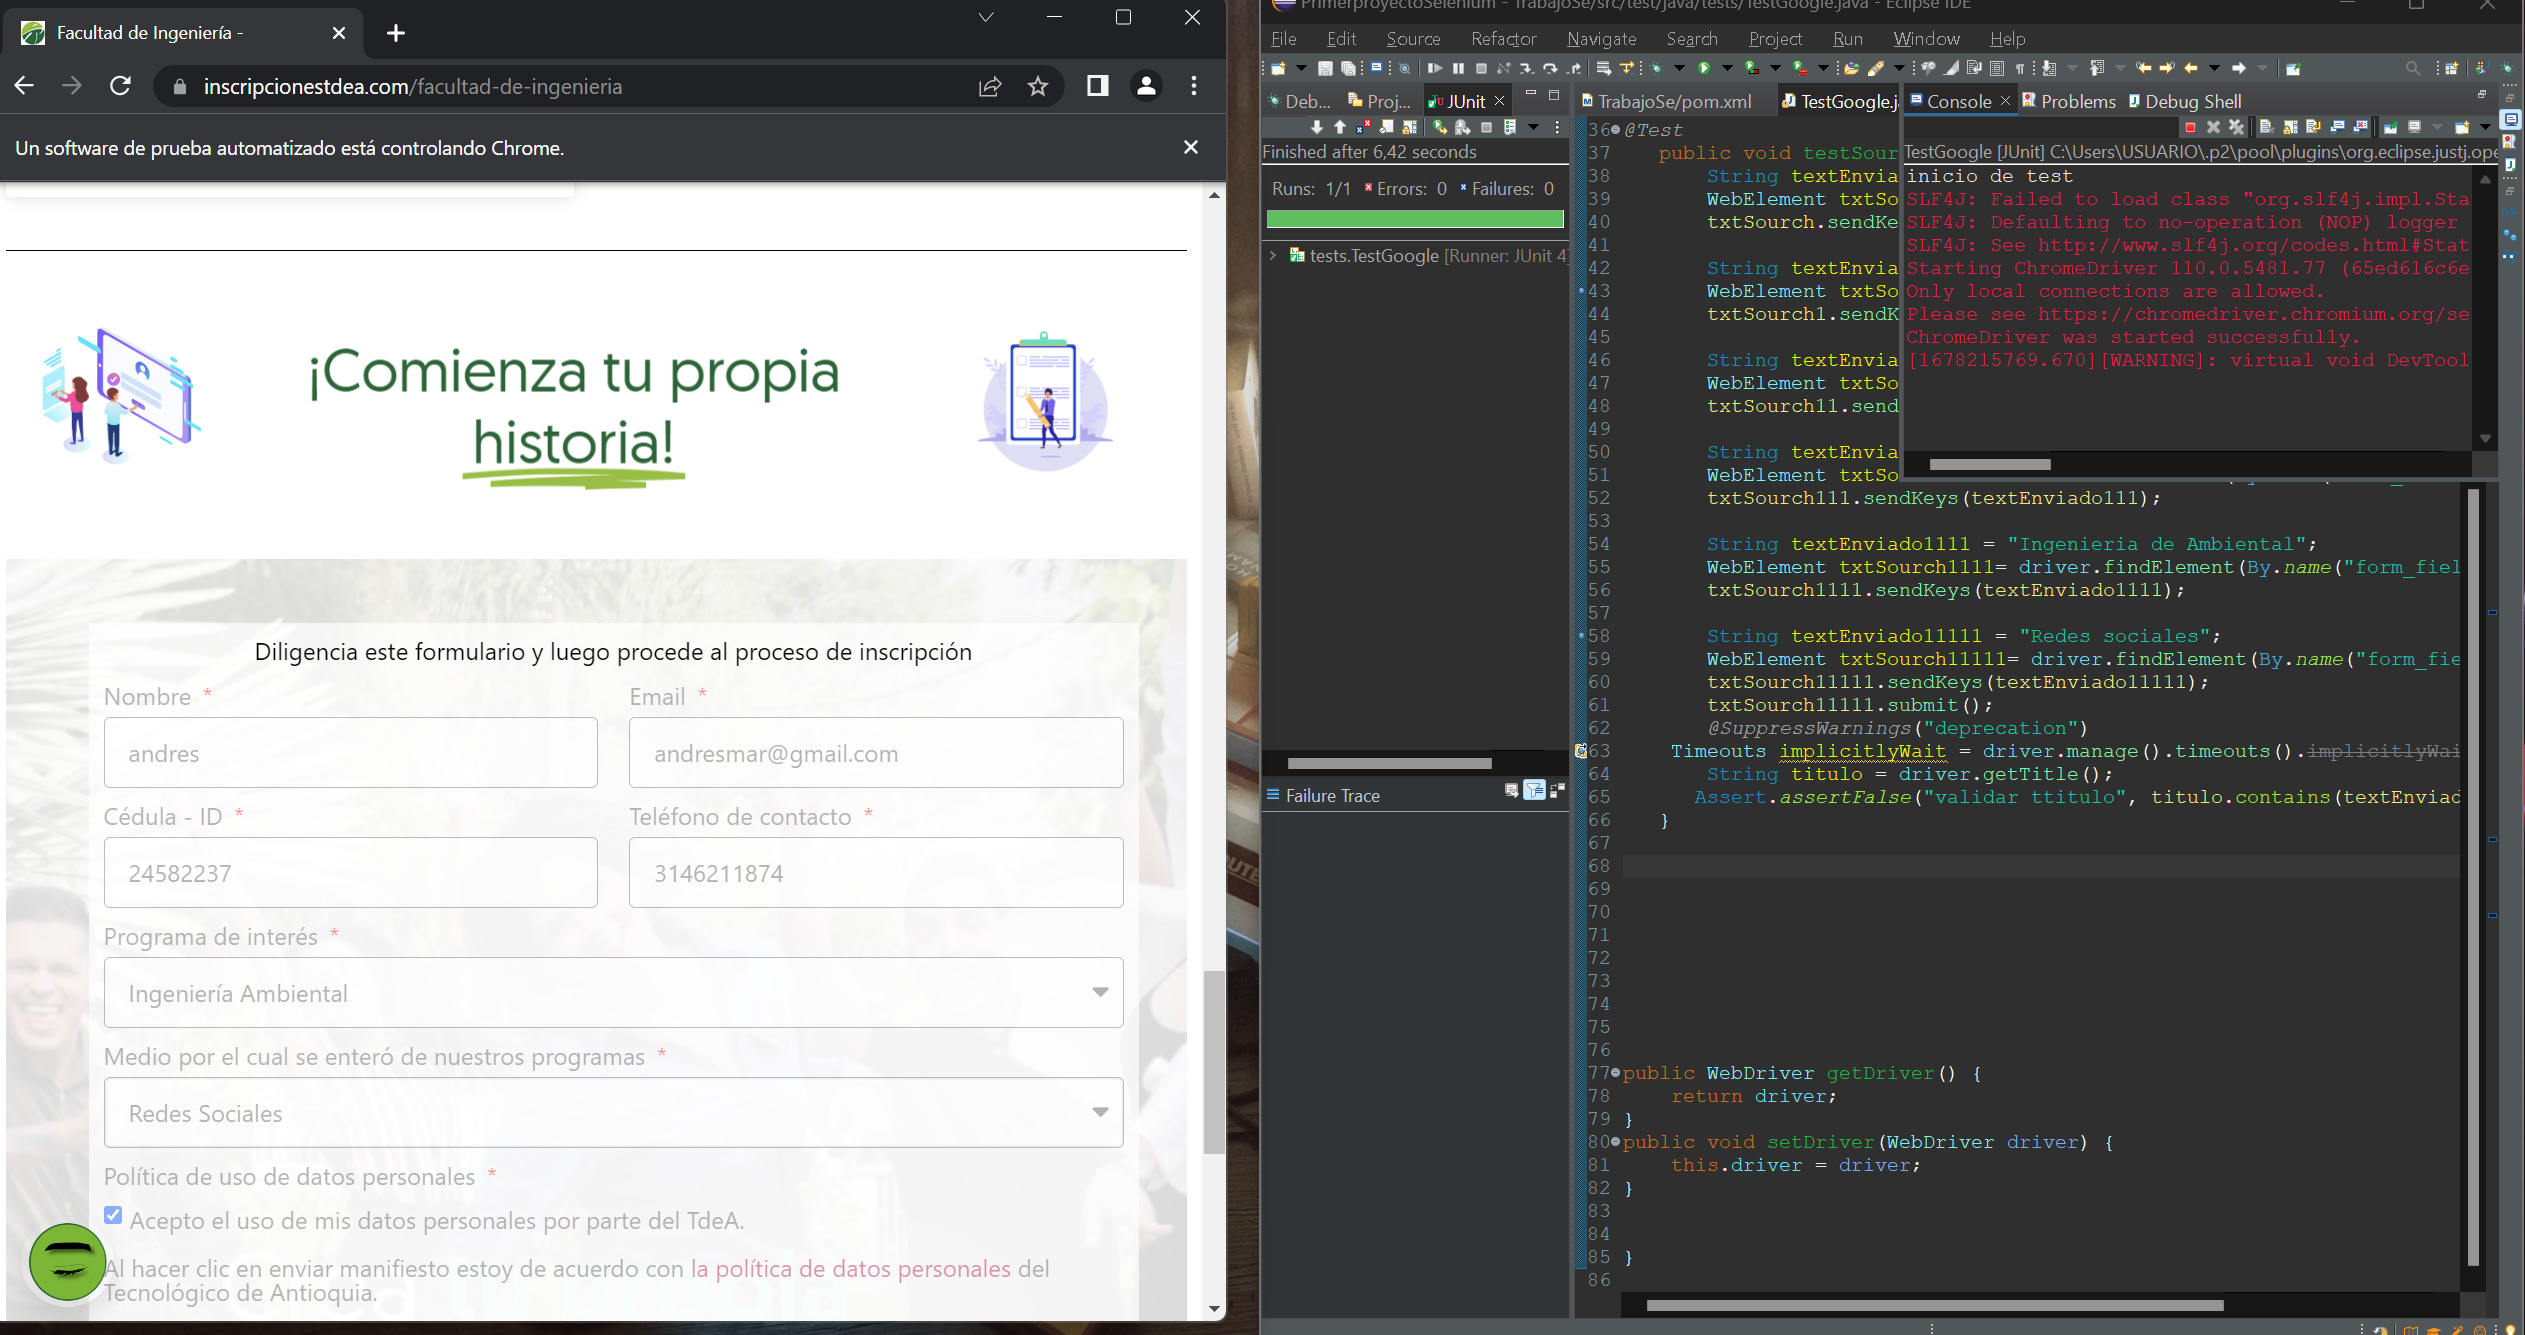 Facultad de Ingeniería -
inscripcionestdea.com/facultad-de-ingenieria
Un software de prueba automatizado está controlando Chrome.
¡Comienza tu propia
historia!
Diligencia este formulario y luego procede al proceso de inscripción
Nombre *
Email *
andres
andresmar@gmail.com
Cédula - ID *
Teléfono de contacto *
24582237
3146211874
Programa de interés *
Ingeniería Ambiental
Medio por el cual se enteró de nuestros programas *
Redes Sociales
Política de uso de datos personales *
Acepto el uso de mis datos personales por parte del TdeA.
Al hacer clic en enviar manifiesto estoy de acuerdo con la política de datos personales del
Tecnológico de Antioquia.
PrimerproyectoSelenium - TrabajoSe/src/test/java/tests/TestGoogle.java - Eclipse IDE
File Edit Source Refactor Navigate Search Project Run Window Help
Deb... Proj... JUnit
Finished after 6,42 seconds
Runs: 1/1 Errors: 0 Failures: 0
tests.TestGoogle [Runner: JUnit 4]
Failure Trace
TrabajoSe/pom.xml TestGoogle.j
36 @Test
37 public void testSour
38 String textEnvia
39 WebElement txtSo
40 txtSourch.sendKe
41
42 String textEnvia
43 WebElement txtSo
44 txtSourch1.sendK
45
46 String textEnvia
47 WebElement txtSo
48 txtSourch11.send
49
50 String textEnvia
51 WebElement txtSo
52 txtSourch111.sendKeys(textEnviado111);
53
54 String textEnviado1111 = "Ingenieria de Ambiental";
55 WebElement txtSourch1111= driver.findElement(By.name("form_fiel
56 txtSourch1111.sendKeys(textEnviado1111);
57
58 String textEnviado11111 = "Redes sociales";
59 WebElement txtSourch11111= driver.findElement(By.name("form_fie
60 txtSourch11111.sendKeys(textEnviado11111);
61 txtSourch11111.submit();
62 @SuppressWarnings("deprecation")
63 Timeouts implicitlyWait = driver.manage().timeouts().implicitlyWai
64 String titulo = driver.getTitle();
65 Assert.assertFalse("validar ttitulo", titulo.contains(textEnviad
66 }
67
68
69
70
71
72
73
74
75
76
77 public WebDriver getDriver() {
78 return driver;
79 }
80 public void setDriver(WebDriver driver) {
81 this.driver = driver;
82 }
83
84
85 }
86
Console Problems Debug Shell
TestGoogle [JUnit] C:\Users\USUARIO\.p2\pool\plugins\org.eclipse.justj.ope
inicio de test
SLF4J: Failed to load class "org.slf4j.impl.Sta
SLF4J: Defaulting to no-operation (NOP) logger
SLF4J: See http://www.slf4j.org/codes.html#Stat
Starting ChromeDriver 110.0.5481.77 (65ed616c6e
Only local connections are allowed.
Please see https://chromedriver.chromium.org/se
ChromeDriver was started successfully.
[1678215769.670][WARNING]: virtual void DevTool